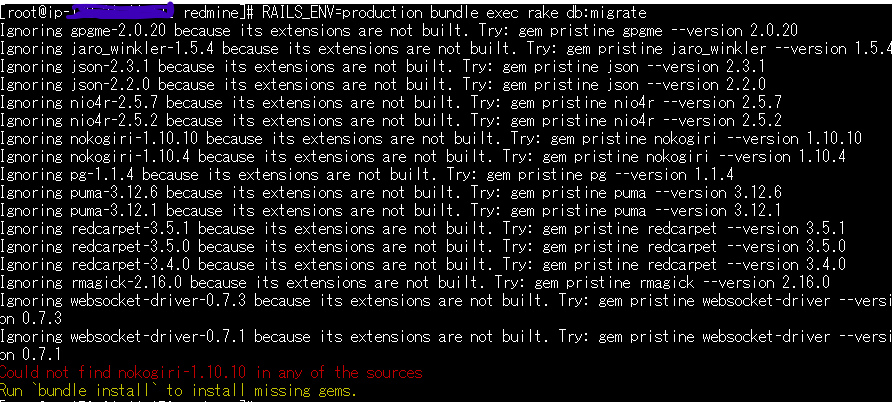 [root@ip- redmine]# RAILS_ENV=production bundle exec rake db:migrate
Ignoring gpgme-2.0.20 because its extensions are not built. Try: gem pristine gpgme --version 2.0.20
Ignoring jaro_winkler-1.5.4 because its extensions are not built. Try: gem pristine jaro_winkler --version 1.5.4
Ignoring json-2.3.1 because its extensions are not built. Try: gem pristine json --version 2.3.1
Ignoring json-2.2.0 because its extensions are not built. Try: gem pristine json --version 2.2.0
Ignoring nio4r-2.5.7 because its extensions are not built. Try: gem pristine nio4r --version 2.5.7
Ignoring nio4r-2.5.2 because its extensions are not built. Try: gem pristine nio4r --version 2.5.2
Ignoring nokogiri-1.10.10 because its extensions are not built. Try: gem pristine nokogiri --version 1.10.10
Ignoring nokogiri-1.10.4 because its extensions are not built. Try: gem pristine nokogiri --version 1.10.4
Ignoring pg-1.1.4 because its extensions are not built. Try: gem pristine pg --version 1.1.4
Ignoring puma-3.12.6 because its extensions are not built. Try: gem pristine puma --version 3.12.6
Ignoring puma-3.12.1 because its extensions are not built. Try: gem pristine puma --version 3.12.1
Ignoring redcarpet-3.5.1 because its extensions are not built. Try: gem pristine redcarpet --version 3.5.1
Ignoring redcarpet-3.5.0 because its extensions are not built. Try: gem pristine redcarpet --version 3.5.0
Ignoring redcarpet-3.4.0 because its extensions are not built. Try: gem pristine redcarpet --version 3.4.0
Ignoring rmagick-2.16.0 because its extensions are not built. Try: gem pristine rmagick --version 2.16.0
Ignoring websocket-driver-0.7.3 because its extensions are not built. Try: gem pristine websocket-driver --versi
on 0.7.3
Ignoring websocket-driver-0.7.1 because its extensions are not built. Try: gem pristine websocket-driver --versi
on 0.7.1
Could not find nokogiri-1.10.10 in any of the sources
Run `bundle install` to install missing gems.